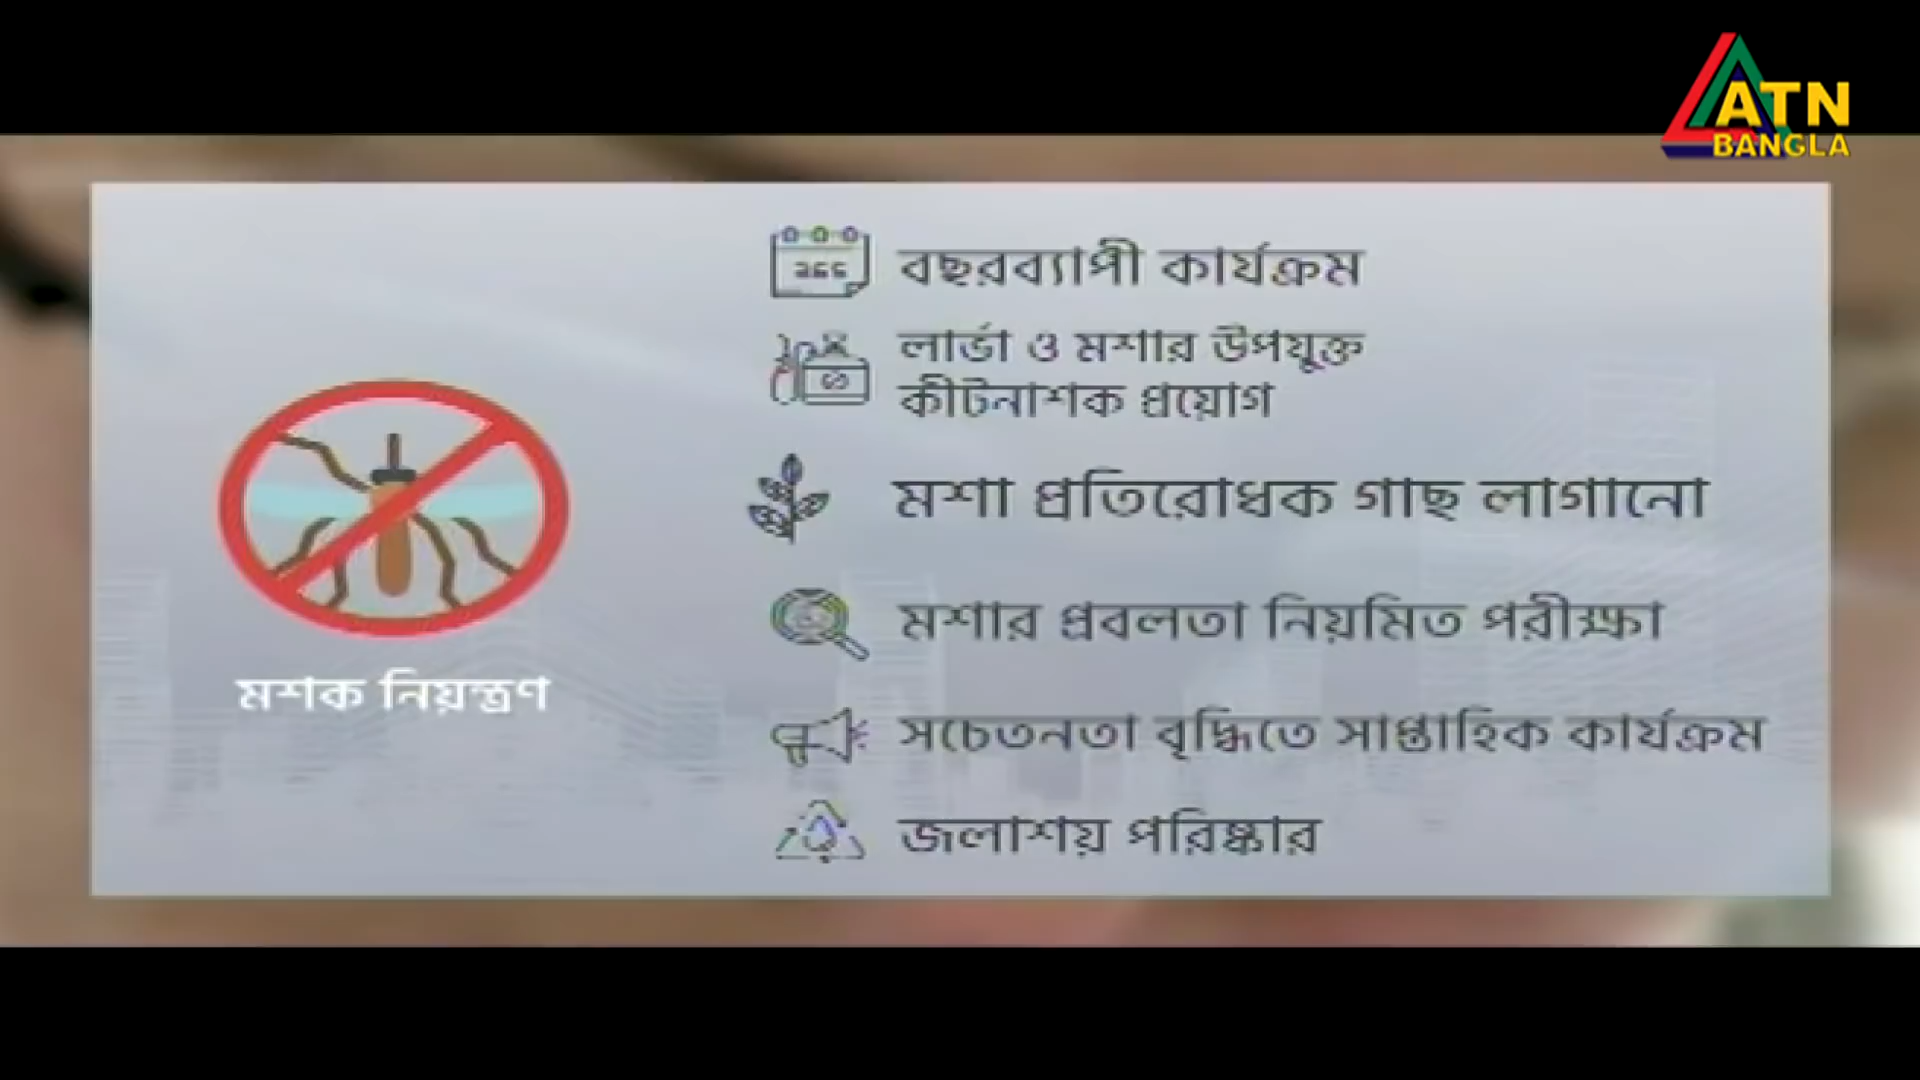 ATN
BANGLA
বছরব্যাপী কার্যক্রম
লার্ভা ও মশার উপযুক্ত
কীটনাশক প্রয়োগ
মশা প্রতিরোধক গাছ লাগানো
মশার প্রবলতা নিয়মিত পরীক্ষা
সচেতনতা বৃদ্ধিতে সাপ্তাহিক কার্যক্রম
জলাশয় পরিষ্কার
মশক নিয়ন্ত্রণ